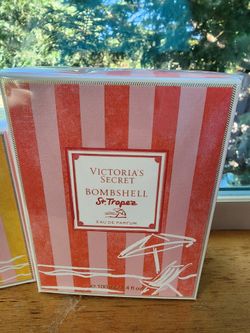 VICTORIA'S
SECRET
BOMBSHELL
St. Tropez
EAU DE PARFUM